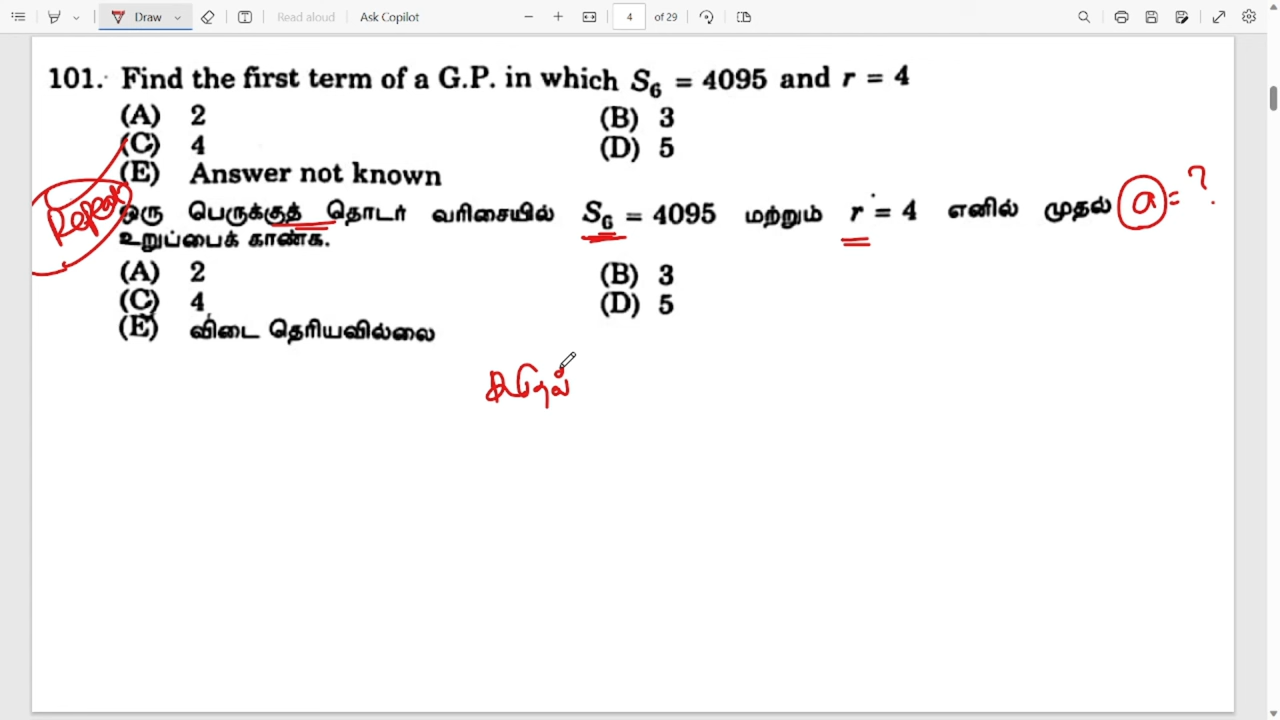 Draw
Read aloud
Ask Copilot
4
of 29
101. Find the first term of a G.P. in which S₆ = 4095 and r = 4
(A) 2
(B) 3
(C) 4
(D) 5
(E) Answer not known
Repeat
ஒரு பெருக்குத் தொடர் வரிசையில் S₆ = 4095 மற்றும் r = 4 எனில் முதல் a = ?
உறுப்பைக் காண்க.
(A) 2
(B) 3
(C) 4
(D) 5
(E) விடை தெரியவில்லை